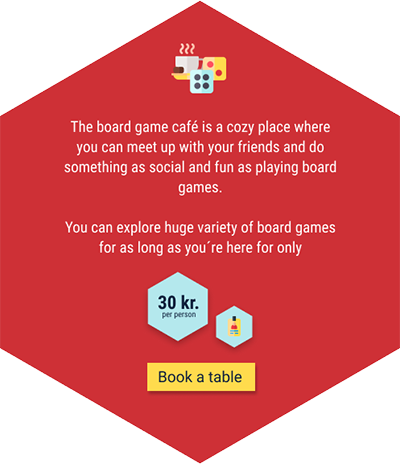 The board game café is a cozy place where
you can meet up with your friends and do
something as social and fun as playing board
games.
You can explore huge variety of board games
for as long as you´re here for only
30 kr.
per person
Book a table